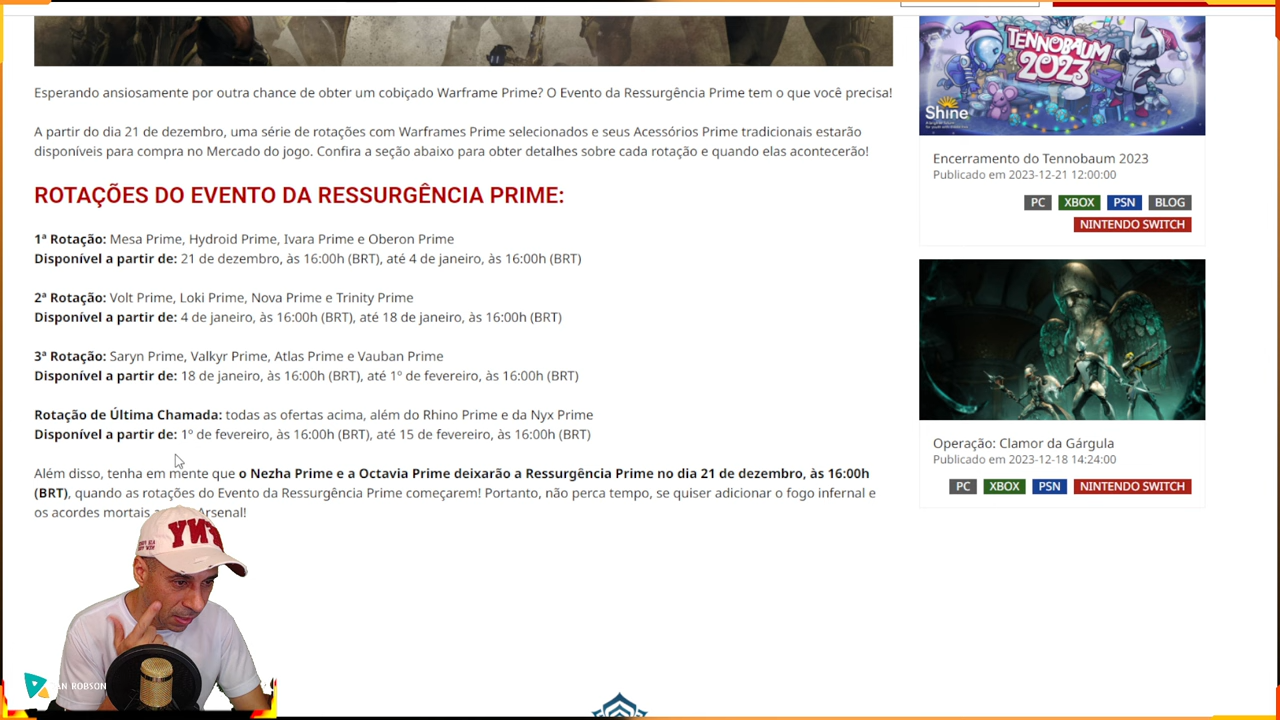 Esperando ansiosamente por outra chance de obter um cobiçado Warframe Prime? O Evento da Ressurgência Prime tem o que você precisa!
A partir do dia 21 de dezembro, uma série de rotações com Warframes Prime selecionados e seus Acessórios Prime tradicionais estarão
disponíveis para compra no Mercado do jogo. Confira a seção abaixo para obter detalhes sobre cada rotação e quando elas acontecerão!
ROTAÇÕES DO EVENTO DA RESSURGÊNCIA PRIME:
1ª Rotação: Mesa Prime, Hydroid Prime, Ivara Prime e Oberon Prime
Disponível a partir de: 21 de dezembro, às 16:00h (BRT), até 4 de janeiro, às 16:00h (BRT)
2ª Rotação: Volt Prime, Loki Prime, Nova Prime e Trinity Prime
Disponível a partir de: 4 de janeiro, às 16:00h (BRT), até 18 de janeiro, às 16:00h (BRT)
3ª Rotação: Saryn Prime, Valkyr Prime, Atlas Prime e Vauban Prime
Disponível a partir de: 18 de janeiro, às 16:00h (BRT), até 1º de fevereiro, às 16:00h (BRT)
Rotação de Última Chamada: todas as ofertas acima, além do Rhino Prime e da Nyx Prime
Disponível a partir de: 1º de fevereiro, às 16:00h (BRT), até 15 de fevereiro, às 16:00h (BRT)
Além disso, tenha em mente que o Nezha Prime e a Octavia Prime deixarão a Ressurgência Prime no dia 21 de dezembro, às 16:00h
(BRT), quando as rotações do Evento da Ressurgência Prime começarem! Portanto, não perca tempo, se quiser adicionar o fogo infernal e
os acordes mortais Arsenal!
TENNOBAUM
2023
Shine
Encerramento do Tennobaum 2023
Publicado em 2023-12-21 12:00:00
PC XBOX PSN BLOG
NINTENDO SWITCH
Operação: Clamor da Gárgula
Publicado em 2023-12-18 14:24:00
PC XBOX PSN NINTENDO SWITCH
AN ROBSON